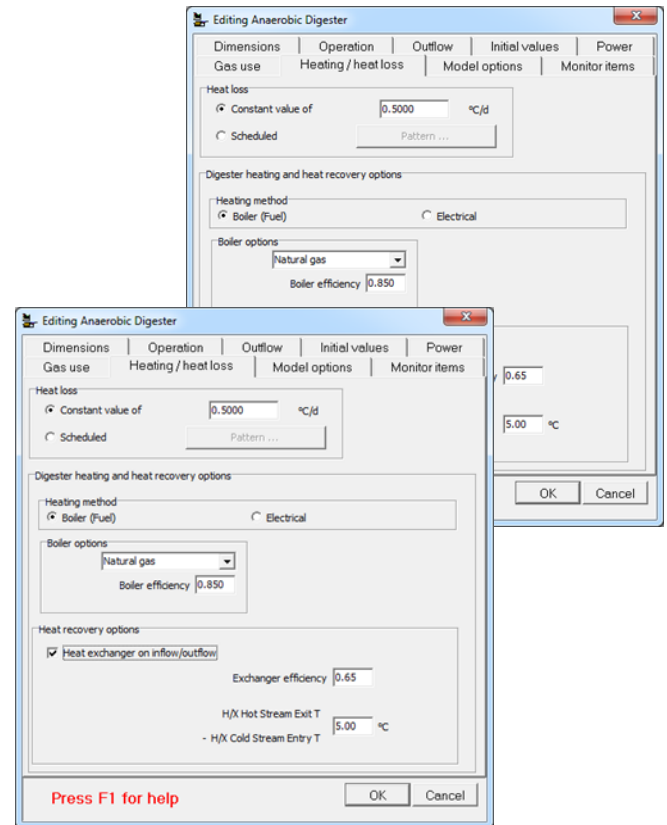 Editing Anaerobic Digester
Dimensions Operation Outflow Initial values Power
Gas use Heating / heat loss Model options Monitor items
Heat loss
Constant value of 0.5000 ºC/d
Scheduled Pattern ...
Digester heating and heat recovery options
Heating method
Boiler (Fuel) Electrical
Boiler options
Natural gas
Boiler efficiency 0.850
y 0.65
5.00 ºC
OK Cancel
Editing Anaerobic Digester
Dimensions Operation Outflow Initial values Power
Gas use Heating / heat loss Model options Monitor items
Heat loss
Constant value of 0.5000 ºC/d
Scheduled Pattern ...
Digester heating and heat recovery options
Heating method
Boiler (Fuel) Electrical
Boiler options
Natural gas
Boiler efficiency 0.850
Heat recovery options
Heat exchanger on inflow/outflow
Exchanger efficiency 0.65
H/X Hot Stream Exit T
- H/X Cold Stream Entry T 5.00 ºC
Press F1 for help OK Cancel